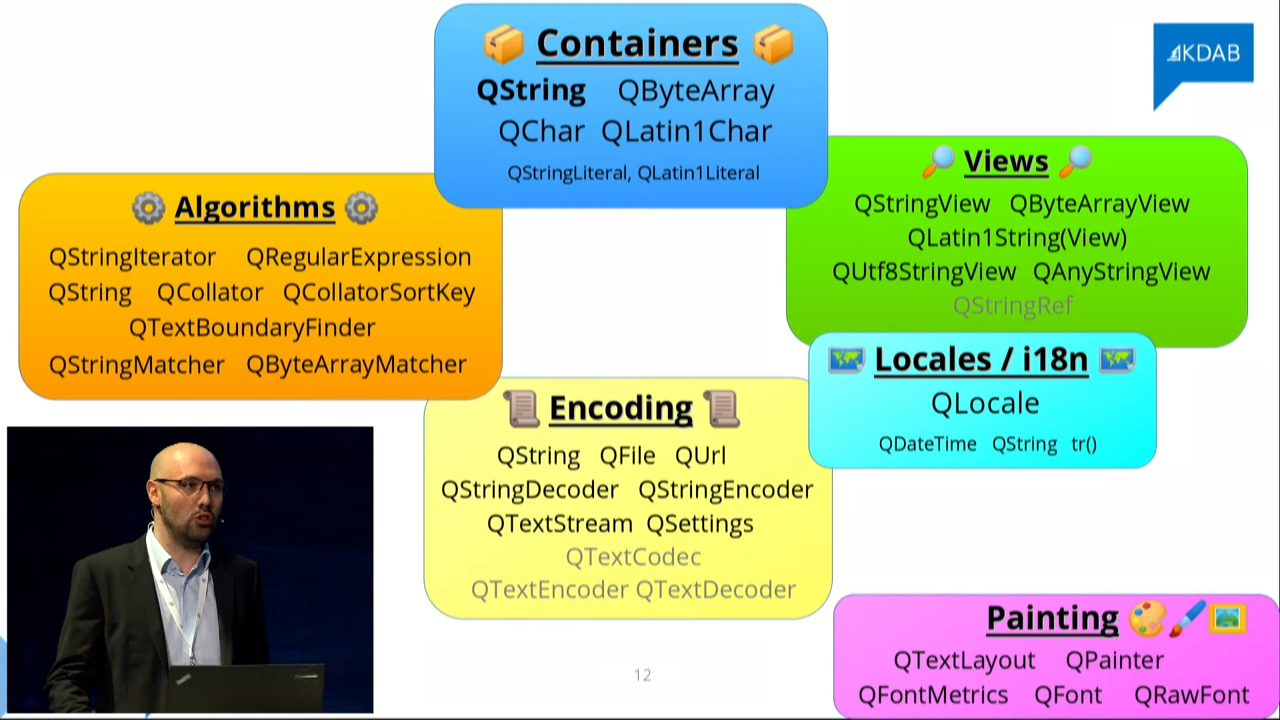 Containers
QString QByteArray
QChar QLatin1Char
QStringLiteral, QLatin1Literal
KDAB
Algorithms
QStringIterator QRegularExpression
QString QCollator QCollatorSortKey
QTextBoundaryFinder
QStringMatcher QByteArrayMatcher
Views
QStringView QByteArrayView
QLatin1String(View)
QUtf8StringView QAnyStringView
QStringRef
Locales / i18n
QLocale
QDateTime QString tr()
Encoding
QString QFile QUrl
QStringDecoder QStringEncoder
QTextStream QSettings
QTextCodec
QTextEncoder QTextDecoder
Painting
QTextLayout QPainter
QFontMetrics QFont QRawFont
12